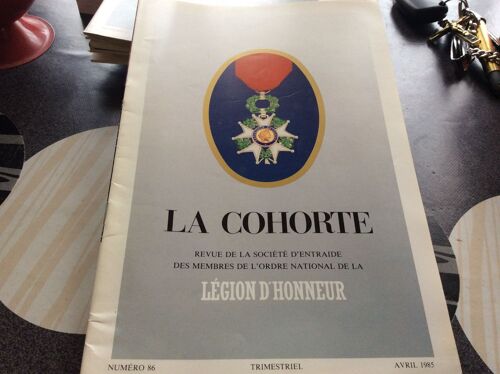 LA COHORTE
REVUE DE LA SOCIÉTÉ D'ENTRAIDE
DES MEMBRES DE L'ORDRE NATIONAL DE LA
LÉGION D'HONNEUR
NUMÉRO 86 TRIMESTRIEL AVRIL 1985